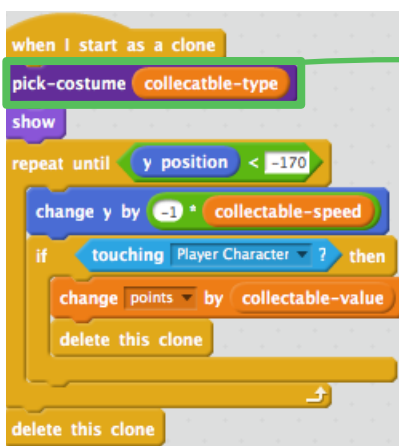 when I start as a clone
pick-costume collecatble-type
show
repeat until y position < -170
change y by -1 * collectable-speed
if touching Player Character ? then
change points by collectable-value
delete this clone
delete this clone